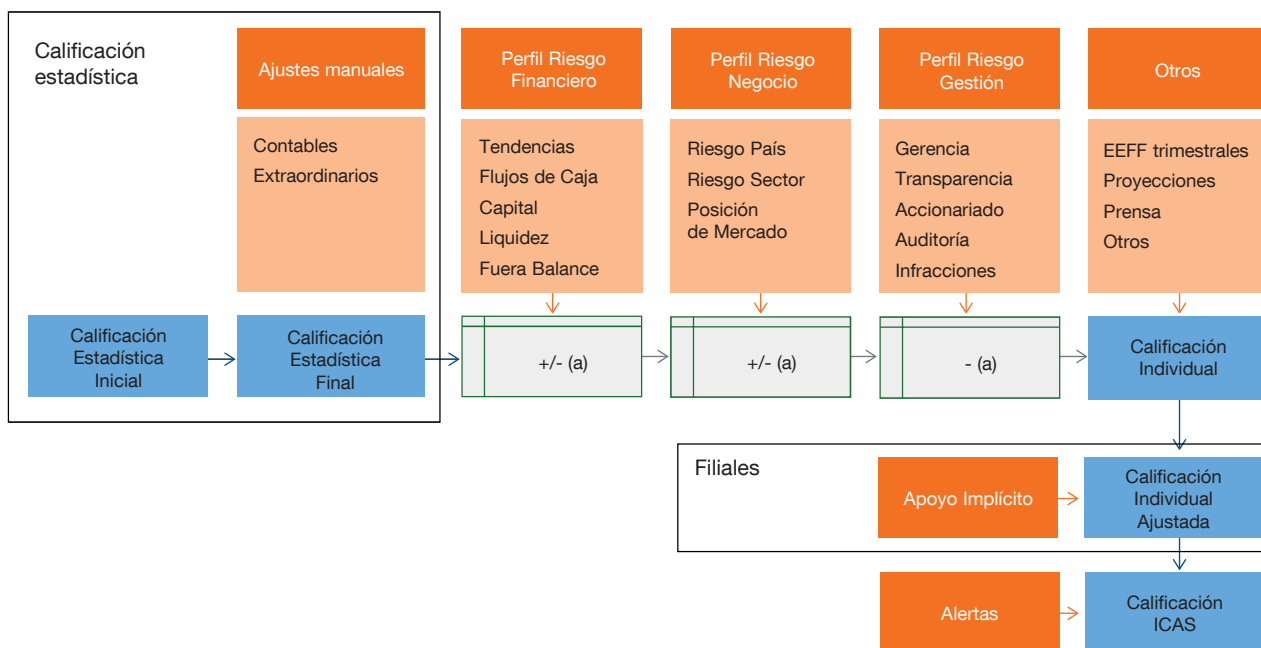 Calificación
estadística
Ajustes manuales
Contables
Extraordinarios
Perfil Riesgo
Financiero
Tendencias
Flujos de Caja
Capital
Liquidez
Fuera Balance
Perfil Riesgo
Negocio
Riesgo País
Riesgo Sector
Posición
de Mercado
Perfil Riesgo
Gestión
Gerencia
Transparencia
Accionariado
Auditoría
Infracciones
Otros
EEFF trimestrales
Proyecciones
Prensa
Otros
Calificación
Estadística
Inicial
Calificación
Estadística
Final
+/- (a)
+/- (a)
- (a)
Calificación
Individual
Filiales
Apoyo Implícito
Calificación
Individual
Ajustada
Alertas
Calificación
ICAS